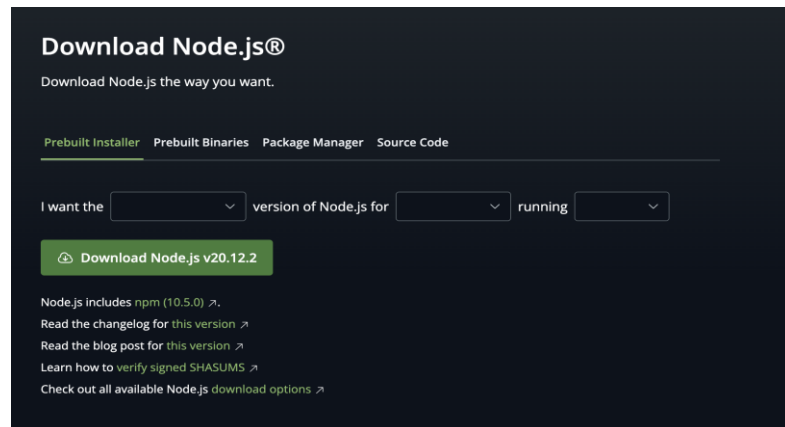 Download Node.js®
Download Node.js the way you want.
Prebuilt Installer Prebuilt Binaries Package Manager Source Code
I want the version of Node.js for running
Download Node.js v20.12.2
Node.js includes npm (10.5.0) ↗.
Read the changelog for this version ↗
Read the blog post for this version ↗
Learn how to verify signed SHASUMS ↗
Check out all available Node.js download options ↗